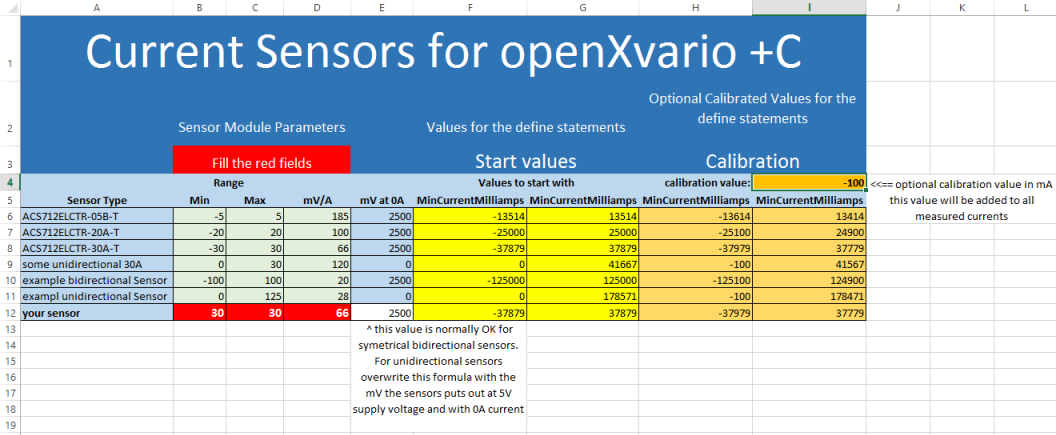 A B C D E F G H I J K L
1 Current Sensors for openXvario +C
Optional Calibrated Values for the
2 Sensor Module Parameters Values for the define statements define statements
3 Fill the red fields Start values Calibration
4 Range Values to start with calibration value: -100 <<== optional calibration value in mA
5 Sensor Type Min Max mV/A mV at 0A MinCurrentMilliamps MinCurrentMilliamps MinCurrentMilliamps MinCurrentMilliamps this value will be added to all
6 ACS712ELCTR-05B-T -5 5 185 2500 -13514 13514 -13614 13414 measured currents
7 ACS712ELCTR-20A-T -20 20 100 2500 -25000 25000 -25100 24900
8 ACS712ELCTR-30A-T -30 30 66 2500 -37879 37879 -37979 37779
9 some unidirectional 30A 0 30 120 0 0 41667 -100 41567
10 example bidirectional Sensor -100 100 20 2500 -125000 125000 -125100 124900
11 exampl unidirectional Sensor 0 125 28 0 0 178571 -100 178471
12 your sensor 30 30 66 2500 -37879 37879 -37979 37779
13 ^ this value is normally OK for
14 symetrical bidirectional sensors.
15 For unidirectional sensors
16 overwrite this formula with the
17 mV the sensors puts out at 5V
18 supply voltage and with 0A current
19